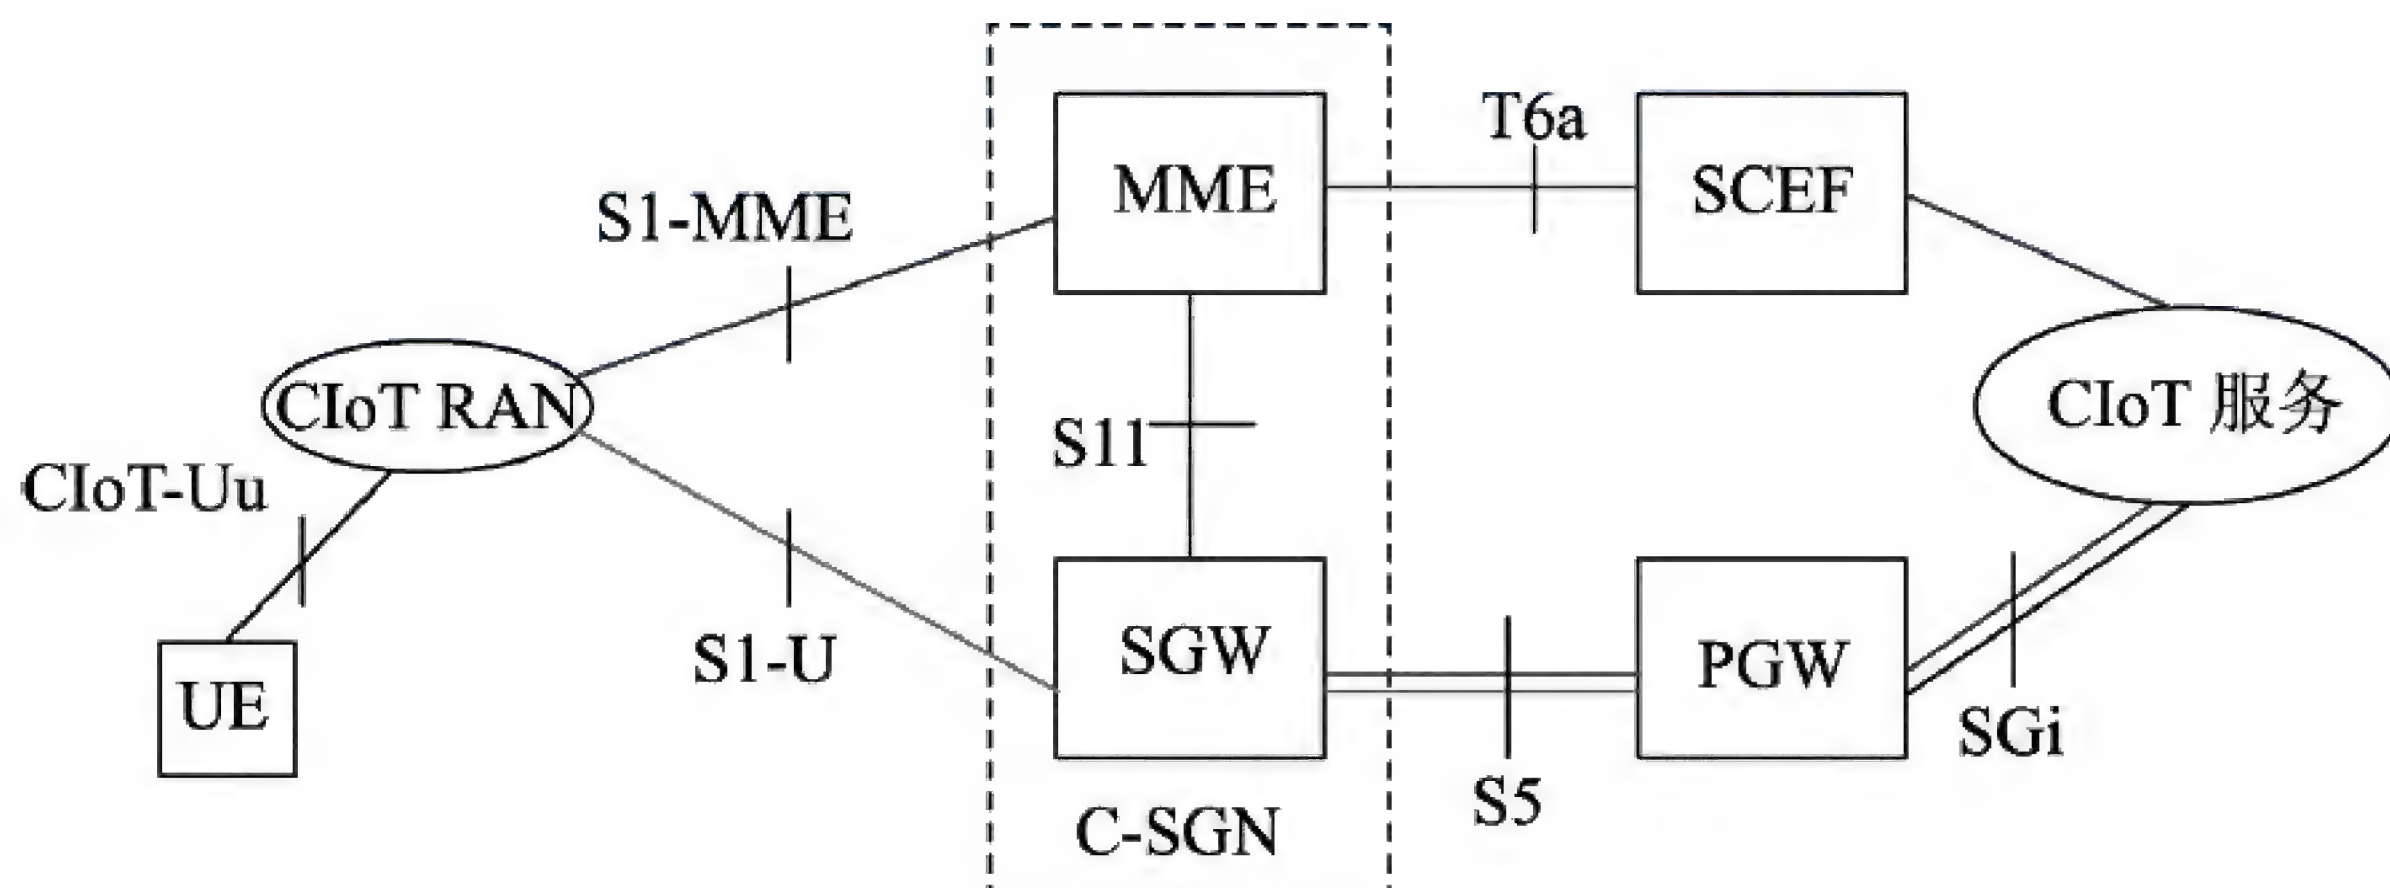 T6a
MME
SCEF
S1-MME
CIoT RAN
CIoT 服务
S11
CIoT-Uu
SGW
PGW
S1-U
UE
SGi
S5
C-SGN